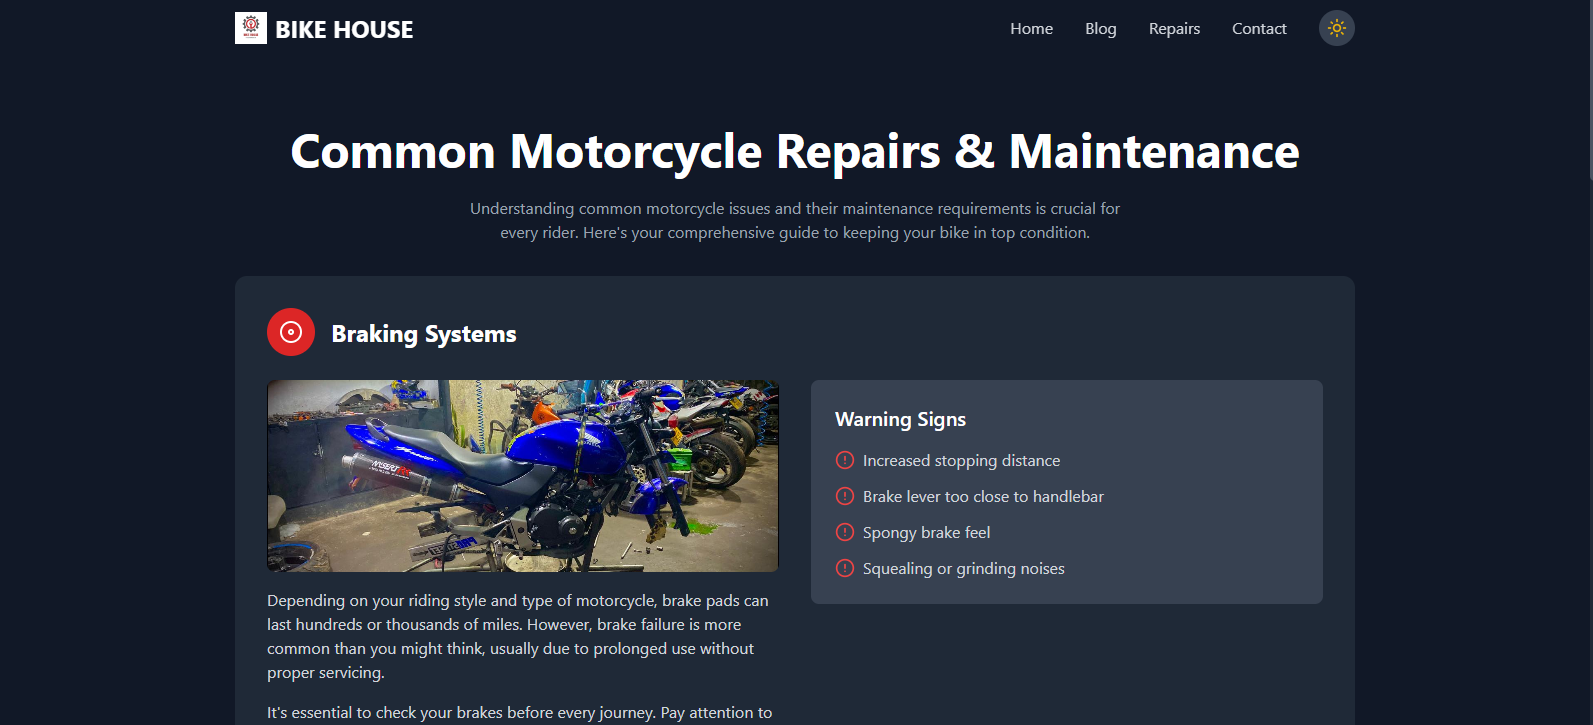 BIKE HOUSE
Home
Blog
Repairs
Contact
Common Motorcycle Repairs & Maintenance
Understanding common motorcycle issues and their maintenance requirements is crucial for
every rider. Here's your comprehensive guide to keeping your bike in top condition.
Braking Systems
Depending on your riding style and type of motorcycle, brake pads can
last hundreds or thousands of miles. However, brake failure is more
common than you might think, usually due to prolonged use without
proper servicing.
It's essential to check your brakes before every journey. Pay attention to
Warning Signs
Increased stopping distance
Brake lever too close to handlebar
Spongy brake feel
Squealing or grinding noises